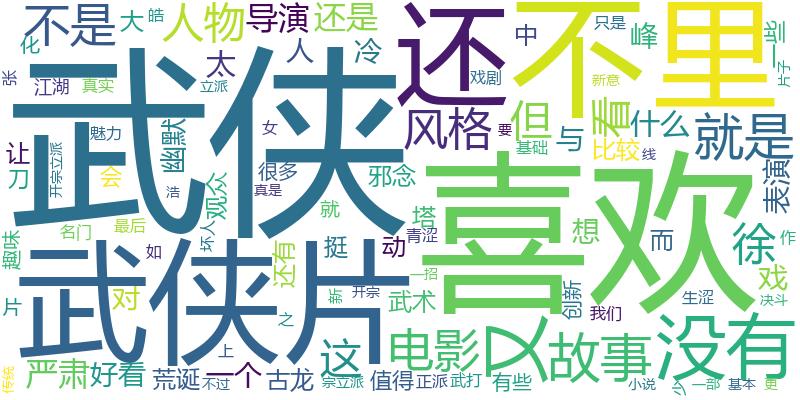 不是 大 皓 人物 导演 还是 还 不 里 中 只是 峰 一些
化 张 江湖 真实 立派 太 人 冷 戏剧 新意 片子
武侠 风格 但 看 什么 就是
让 魅力 幽默 女 要 与 基础 比较 线
刀 开宗立派 会 观众 很多 邪念 喜欢 表演
趣味 浩 真是 就 塔 想 而 徐 作
名门 最后 坏人 挺 动 青涩
片 对 如 武侠片 还有 新 开宗 武术 一招 创新 我们 生涩 戏 决斗
之 上 这 电影 以 故事 没有
传统 严肃 好看 荒诞 不过 一个 古龙 宗立派 值得 正派 武打 有些 小说 少 一部 基本 更